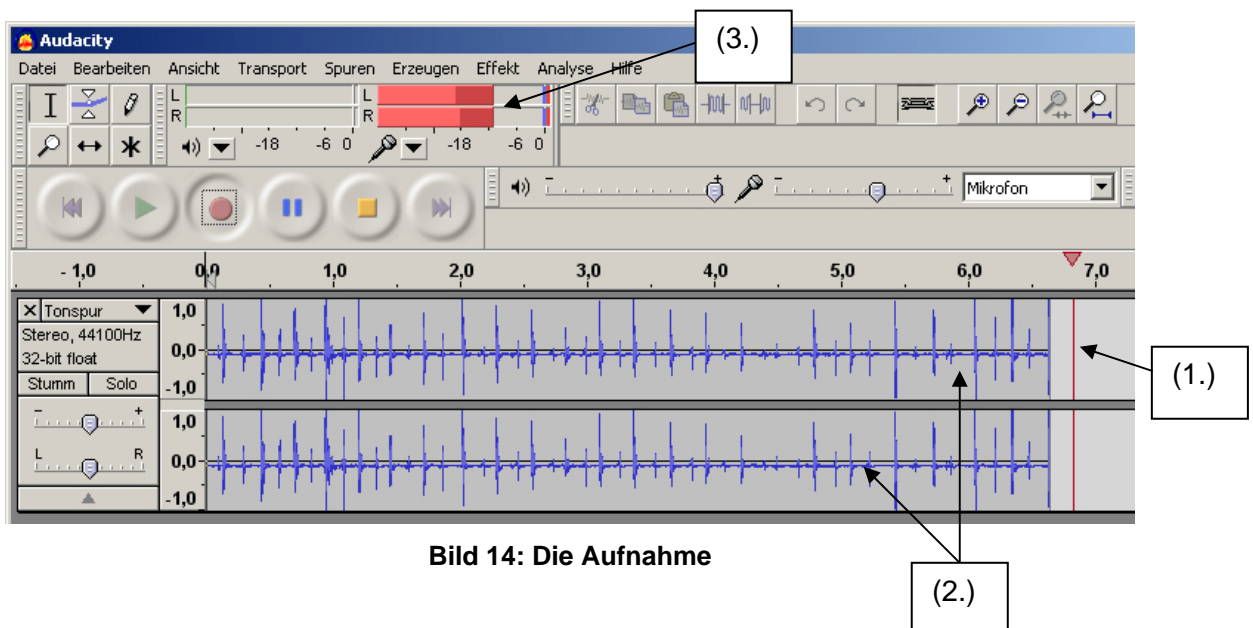 (3.)
Audacity
Datei Bearbeiten Ansicht Transport Spuren Erzeugen Effekt Analyse Hilfe
L L
R R
-18 -6 0 -18 -6 0
- + - + Mikrofon
- 1,0 0,0 1,0 2,0 3,0 4,0 5,0 6,0 7,0
Tonspur 1,0
Stereo, 44100Hz
32-bit float 0,0
Stumm Solo -1,0
(1.)
- + 1,0
L R 0,0
-1,0
Bild 14: Die Aufnahme
(2.)